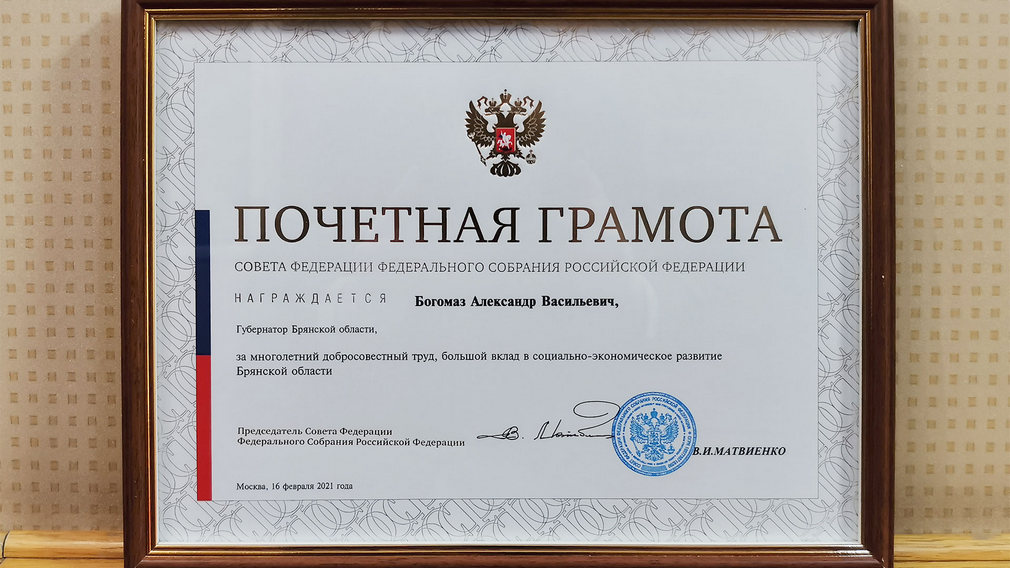 ПОЧЕТНАЯ ГРАМОТА
СОВЕТА ФЕДЕРАЦИИ ФЕДЕРАЛЬНОГО СОБРАНИЯ РОССИЙСКОЙ ФЕДЕРАЦИИ
НАГРАЖДАЕТСЯ Богомаз Александр Васильевич,
Губернатор Брянской области,
за многолетний добросовестный труд, большой вклад в социально-экономическое развитие
Брянской области
Председатель Совета Федерации
Федерального Собрания Российской Федерации
В.И.МАТВИЕНКО
Москва, 16 февраля 2021 года